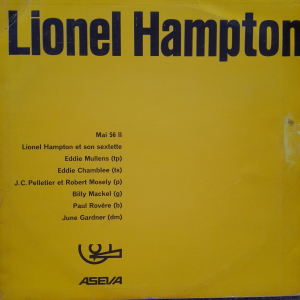 Lionel Hampton
Mai 56 II
Lionel Hampton et son sextette
Eddie Mullens (tp)
Eddie Chamblee (ts)
J.C. Pelletier et Robert Mosely (p)
Billy Mackel (g)
Paul Rovère (b)
June Gardner (dm)
ASEVA